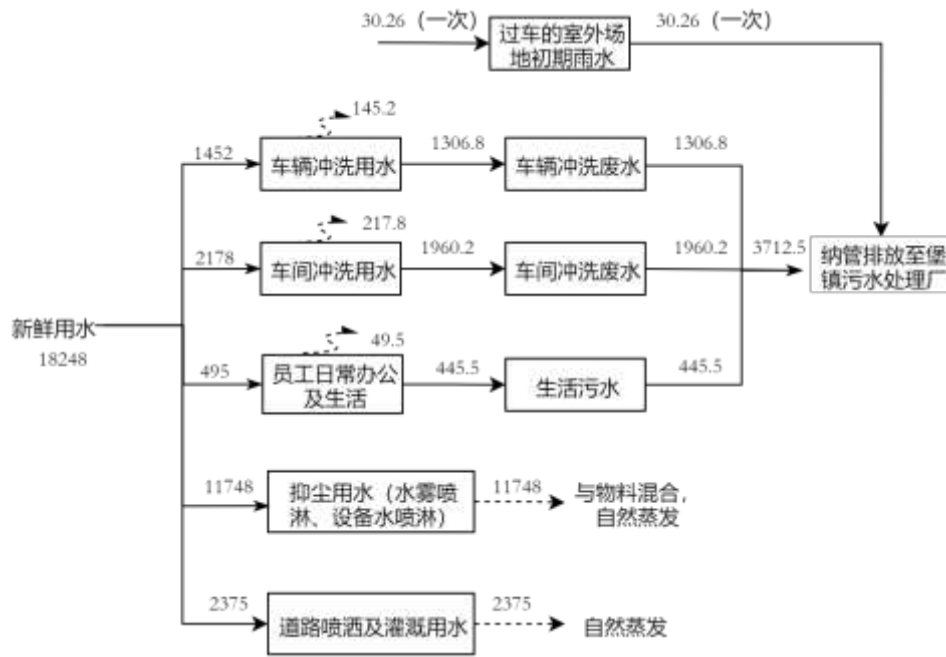 30.26（一次）
过车的室外场
地初期雨水
30.26（一次）
145.2
1452
车辆冲洗用水
1306.8
车辆冲洗废水
1306.8
217.8
2178
车间冲洗用水
1960.2
车间冲洗废水
1960.2
3712.5
纳管排放至堡
镇污水处理厂
新鲜用水
18248
49.5
495
员工日常办公
及生活
445.5
生活污水
445.5
11748
抑尘用水（水雾喷
淋、设备水喷淋）
11748
与物料混合，
自然蒸发
2375
道路喷洒及灌溉用水
2375
自然蒸发